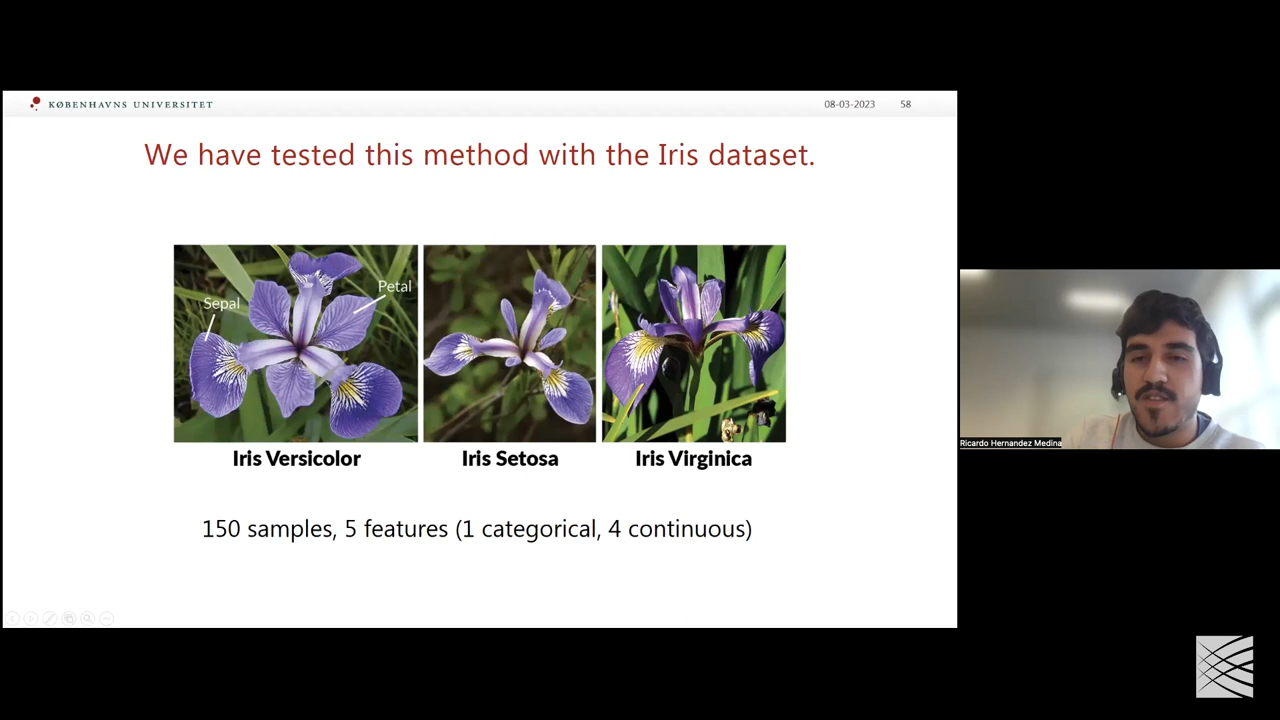 KØBENHAVNS UNIVERSITET
08-03-2023
58
We have tested this method with the Iris dataset.
Sepal
Petal
Iris Versicolor
Iris Setosa
Iris Virginica
150 samples, 5 features (1 categorical, 4 continuous)
Ricardo Hernandez Medina